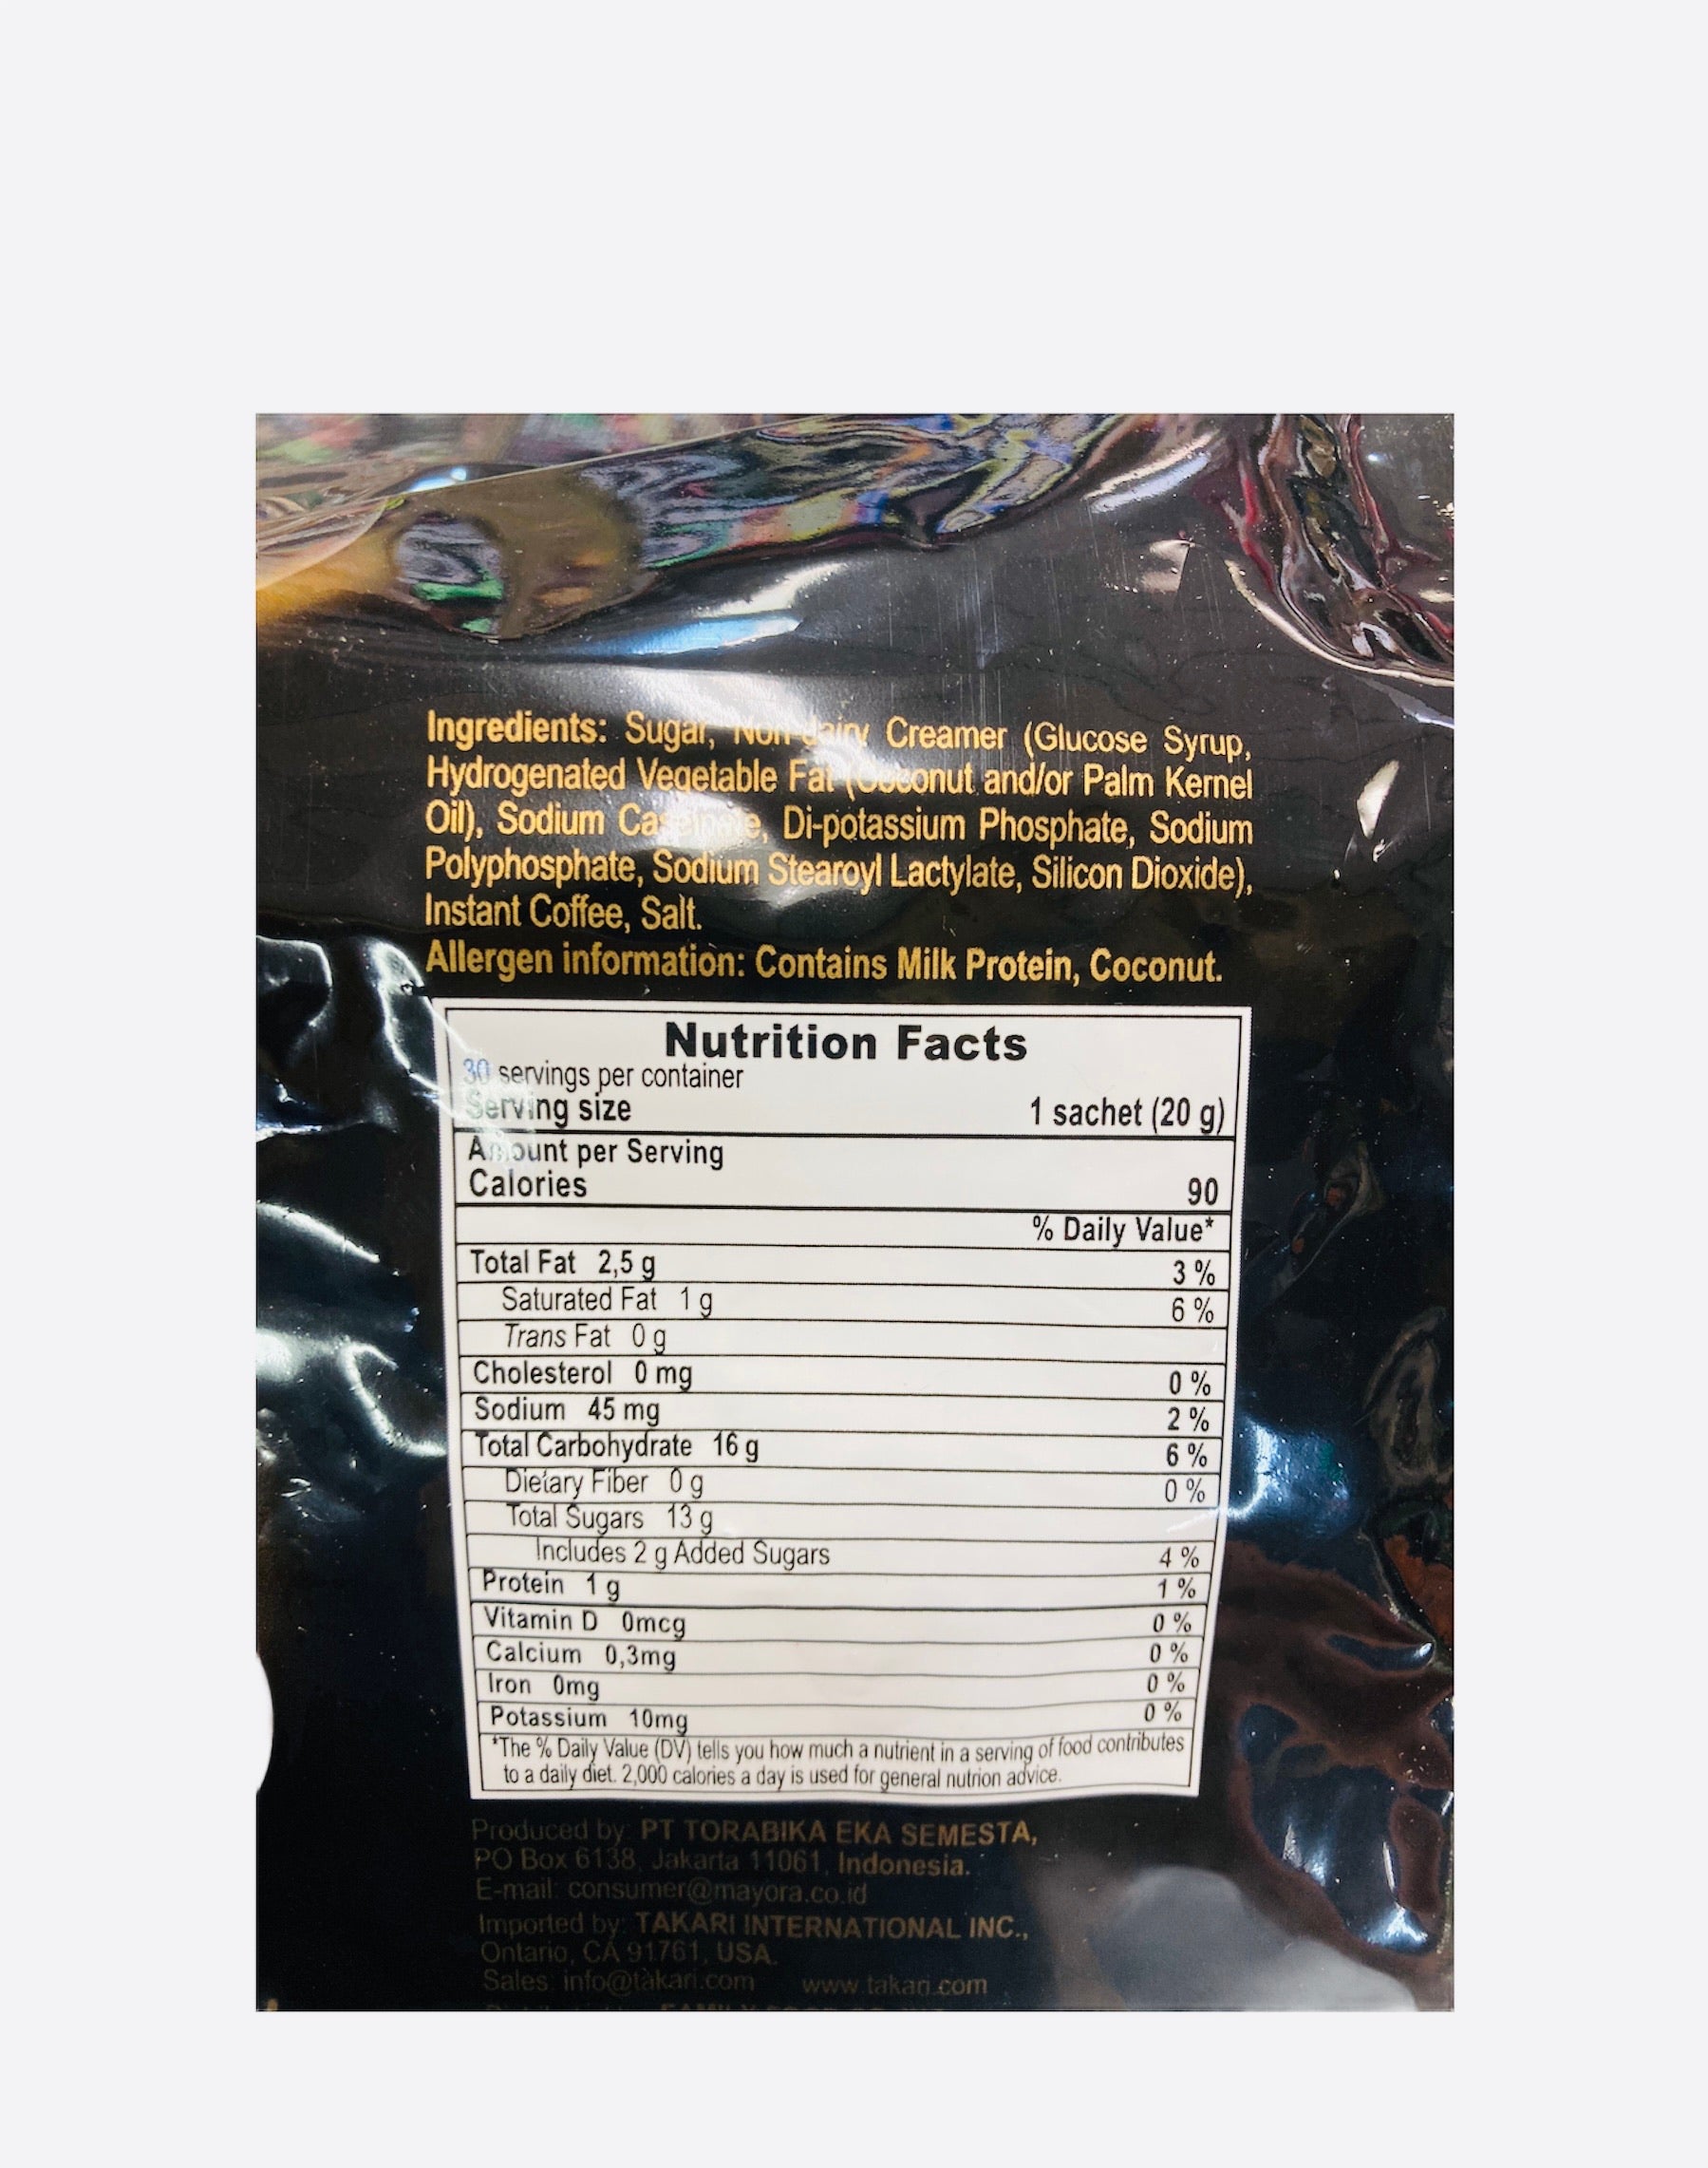 Ingredients: Sugar, Non-dairy Creamer (Glucose Syrup,
Hydrogenated Vegetable Fat (Coconut and/or Palm Kernel
Oil), Sodium Caseinate, Di-potassium Phosphate, Sodium
Polyphosphate, Sodium Stearoyl Lactylate, Silicon Dioxide),
Instant Coffee, Salt.
Allergen information: Contains Milk Protein, Coconut.
Nutrition Facts
30 servings per container
Serving size 1 sachet (20 g)
Amount per Serving
Calories 90
% Daily Value*
Total Fat 2,5 g 3 %
Saturated Fat 1 g 6 %
Trans Fat 0 g
Cholesterol 0 mg 0 %
Sodium 45 mg 2 %
Total Carbohydrate 16 g 6 %
Dietary Fiber 0 g 0 %
Total Sugars 13 g
Includes 2 g Added Sugars 4 %
Protein 1 g 1 %
Vitamin D 0mcg 0 %
Calcium 0,3mg 0 %
Iron 0mg 0 %
Potassium 10mg 0 %
*The % Daily Value (DV) tells you how much a nutrient in a serving of food contributes
to a daily diet. 2,000 calories a day is used for general nutrion advice.
Produced by: PT TORABIKA EKA SEMESTA,
PO Box 6138, Jakarta 11061, Indonesia.
E-mail: consumer@mayora.co.id
Imported by: TAKARI INTERNATIONAL INC.,
Ontario, CA 91761, USA.
Sales: info@takari.com www.takari.com